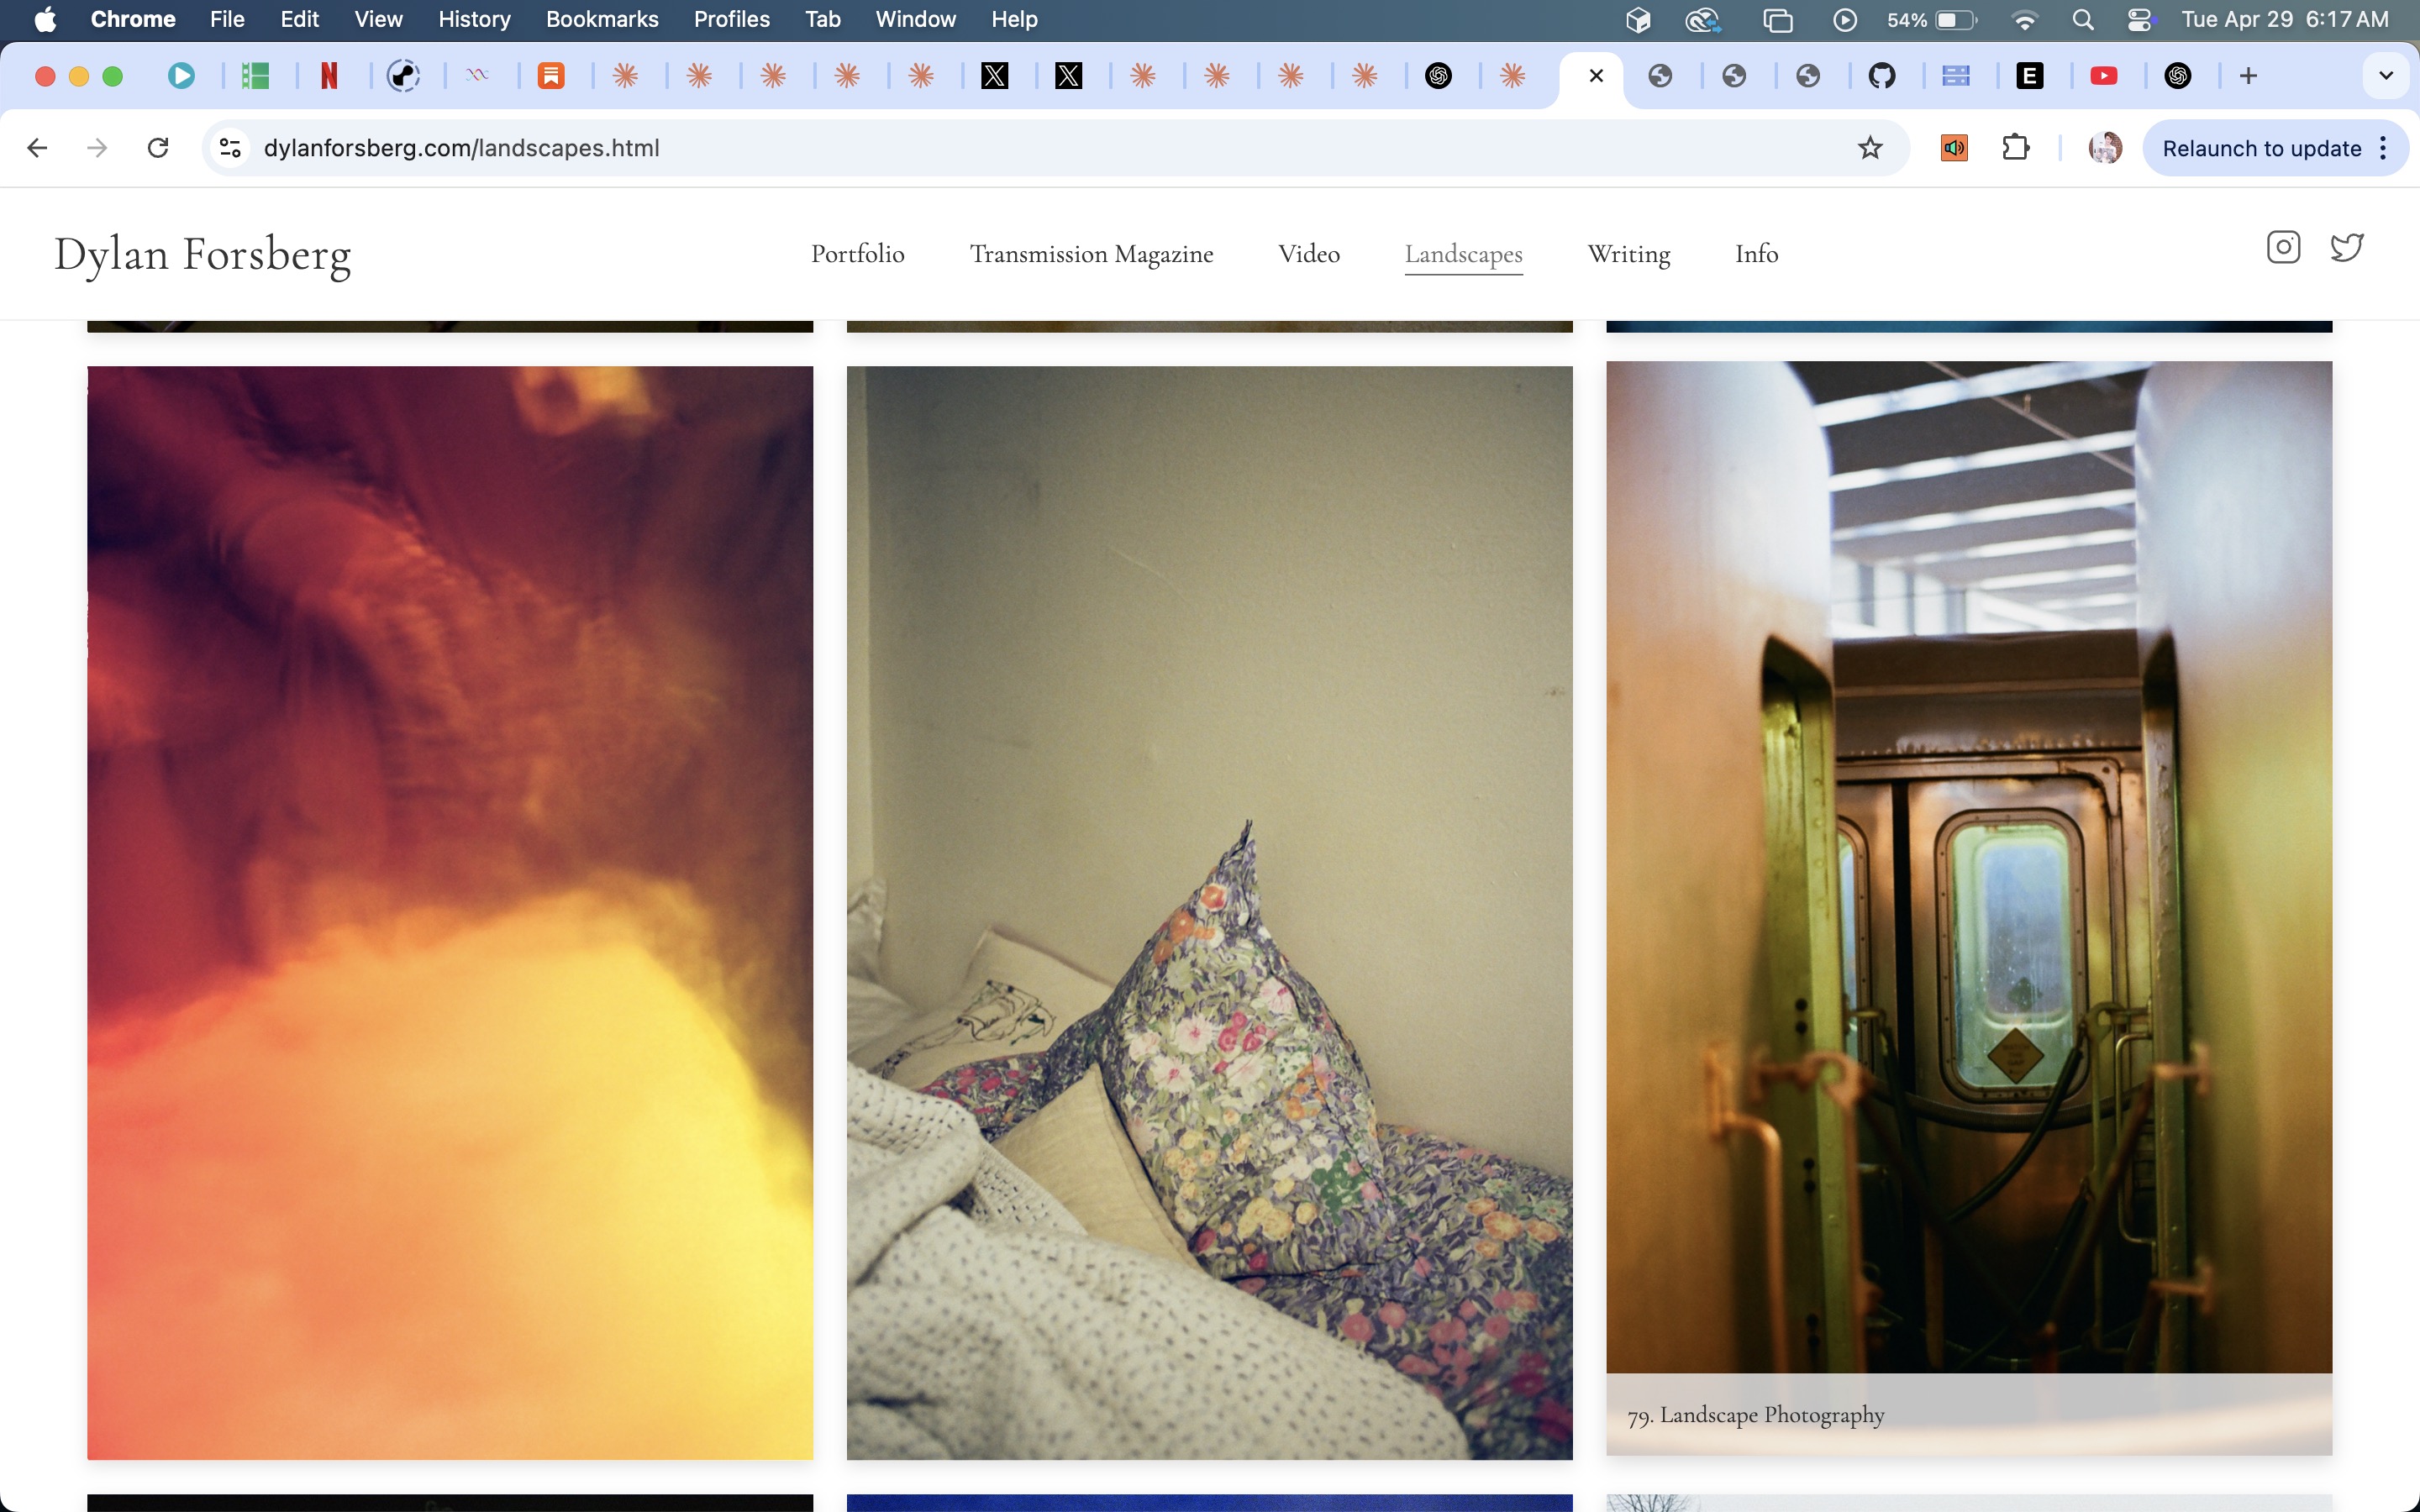 Chrome File Edit View History Bookmarks Profiles Tab Window Help 54% Tue Apr 29 6:17 AM
dylanforsberg.com/landscapes.html Relaunch to update
Dylan Forsberg Portfolio Transmission Magazine Video Landscapes Writing Info
79. Landscape Photography